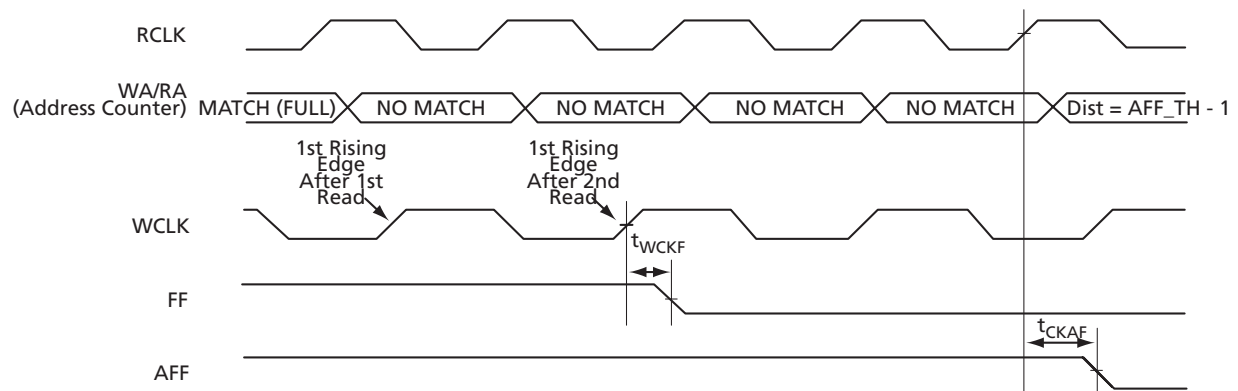 RCLK
WA/RA
(Address Counter) MATCH (FULL) NO MATCH NO MATCH NO MATCH NO MATCH Dist = AFF_TH - 1
1st Rising
Edge
After 1st
Read
1st Rising
Edge
After 2nd
Read
WCLK
tWCKF
FF
tCKAF
AFF